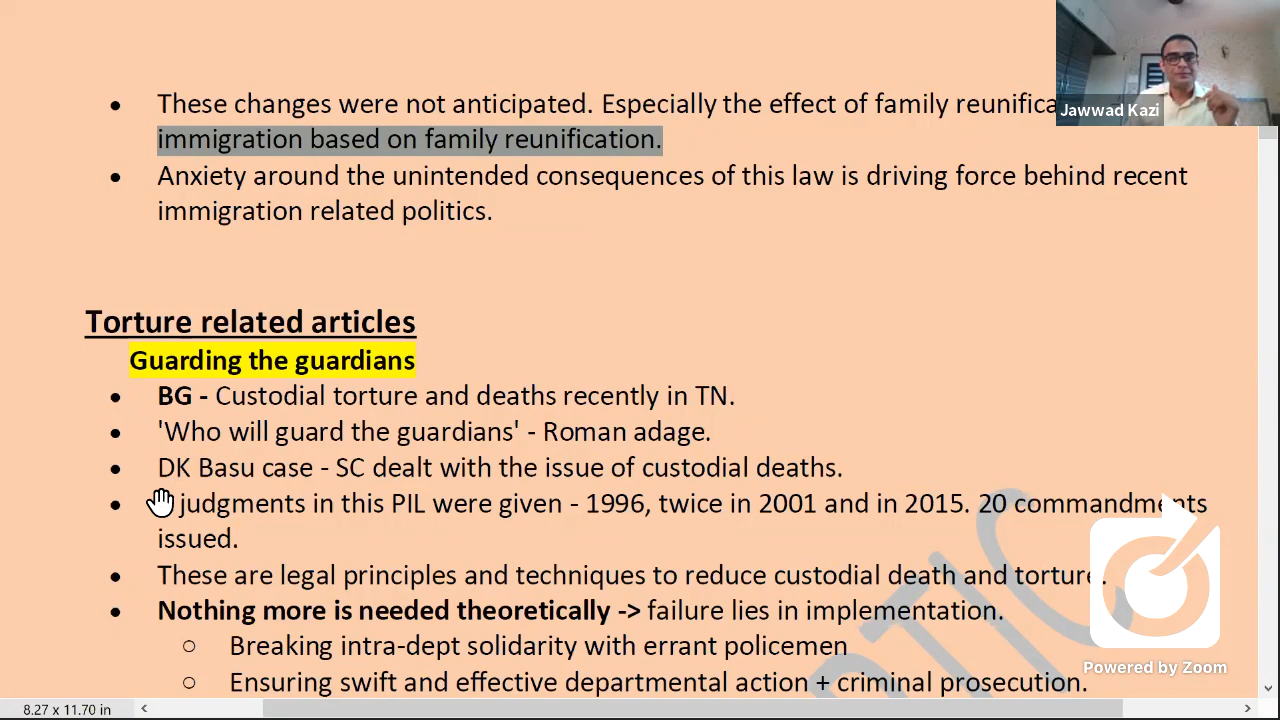 These changes were not anticipated. Especially the effect of family
immigration based on family reunification.
Jawwad Kazi
Anxiety around the unintended consequences of this law is driving force behind recent
immigration related politics.
Torture related articles
Guarding the guardians
BG - Custodial torture and deaths recently in TN.
'Who will guard the guardians' - Roman adage.
DK Basu case - SC dealt with the issue of custodial deaths.
judgments in this PIL were given - 1996, twice in 2001 and in 2015. 20 commandments
issued.
These are legal principles and techniques to reduce custodial death and torture.
Nothing more is needed theoretically -> failure lies in implementation.
Breaking intra-dept solidarity with errant policemen
Ensuring swift and effective departmental action + criminal prosecution.
Powered by Zoom
8.27 x 11.70 in